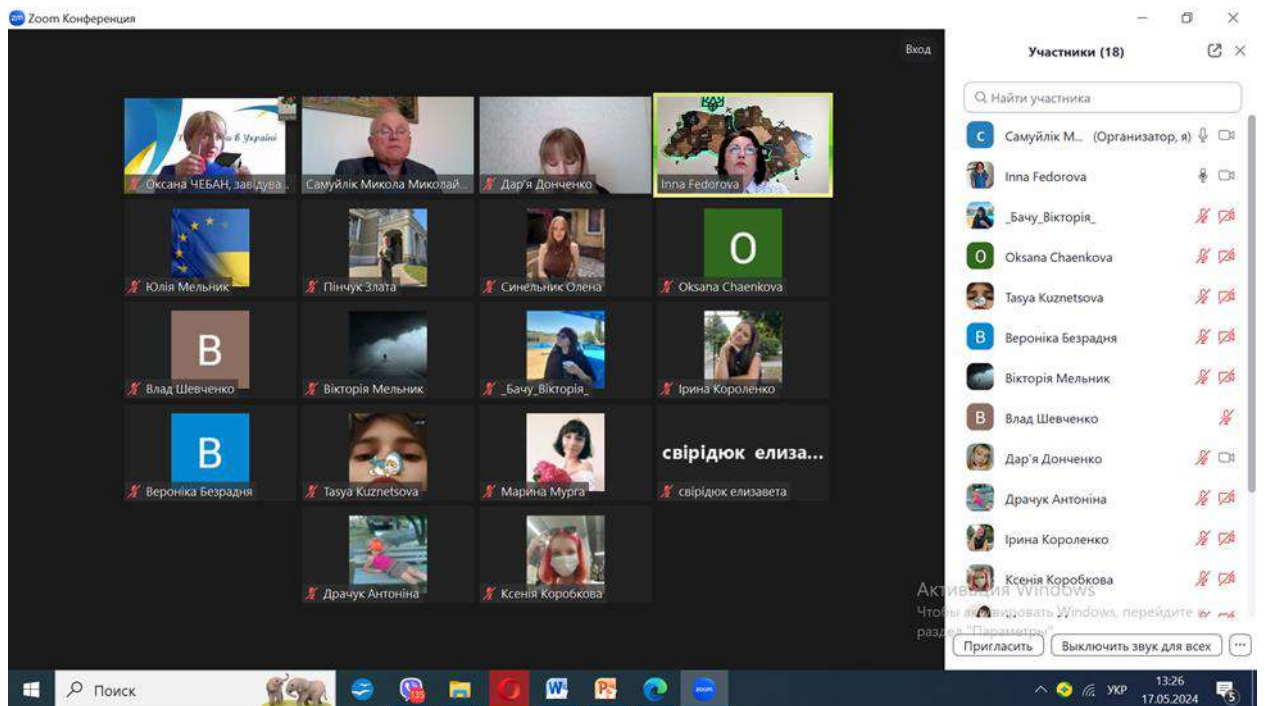 Zoom Конференция
Вход
Оксана ЧЕБАН, завідува...
Самуйлік Микола Миколай...
Дар'я Донченко
Inna Fedorova
Юлія Мельник
Пінчук Злата
Синельник Олена
O
Oksana Chaenkova
В
Влад Шевченко
Вікторія Мельник
_Бачу_Вікторія_
Ірина Короленко
В
Вероніка Безрадня
Tasya Kuznetsova
Марина Мурга
свірідюк елиза...
свірідюк елизавета
Драчук Антоніна
Ксенія Коробкова
Участники (18)
Найти участника
С Самуйлік М... (Организатор, я)
Inna Fedorova
_Бачу_Вікторія_
O Oksana Chaenkova
Tasya Kuznetsova
В Вероніка Безрадня
Вікторія Мельник
В Влад Шевченко
Дар'я Донченко
Драчук Антоніна
Ірина Короленко
Ксенія Коробкова
Активация Windows
Чтобы активировать Windows, перейдите в
раздел "Параметры".
Пригласить
Выключить звук для всех
...
Поиск
135
zoom
УКР
13:26
17.05.2024
5